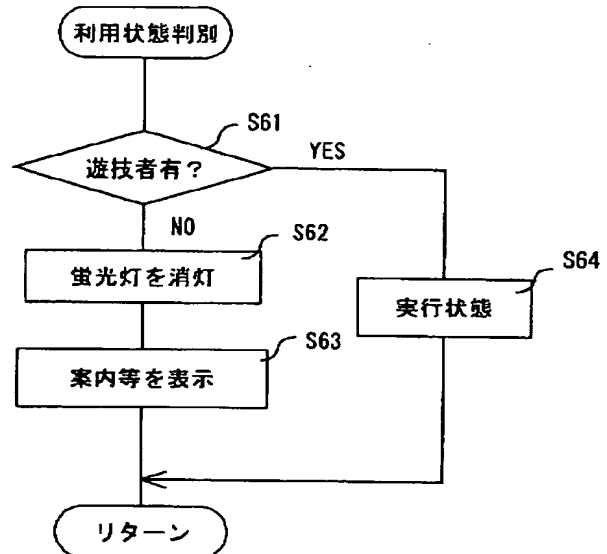 利用状態判別
S61
遊技者有?
YES
NO
S62
蛍光灯を消灯
S64
実行状態
S63
案内等を表示
リターン